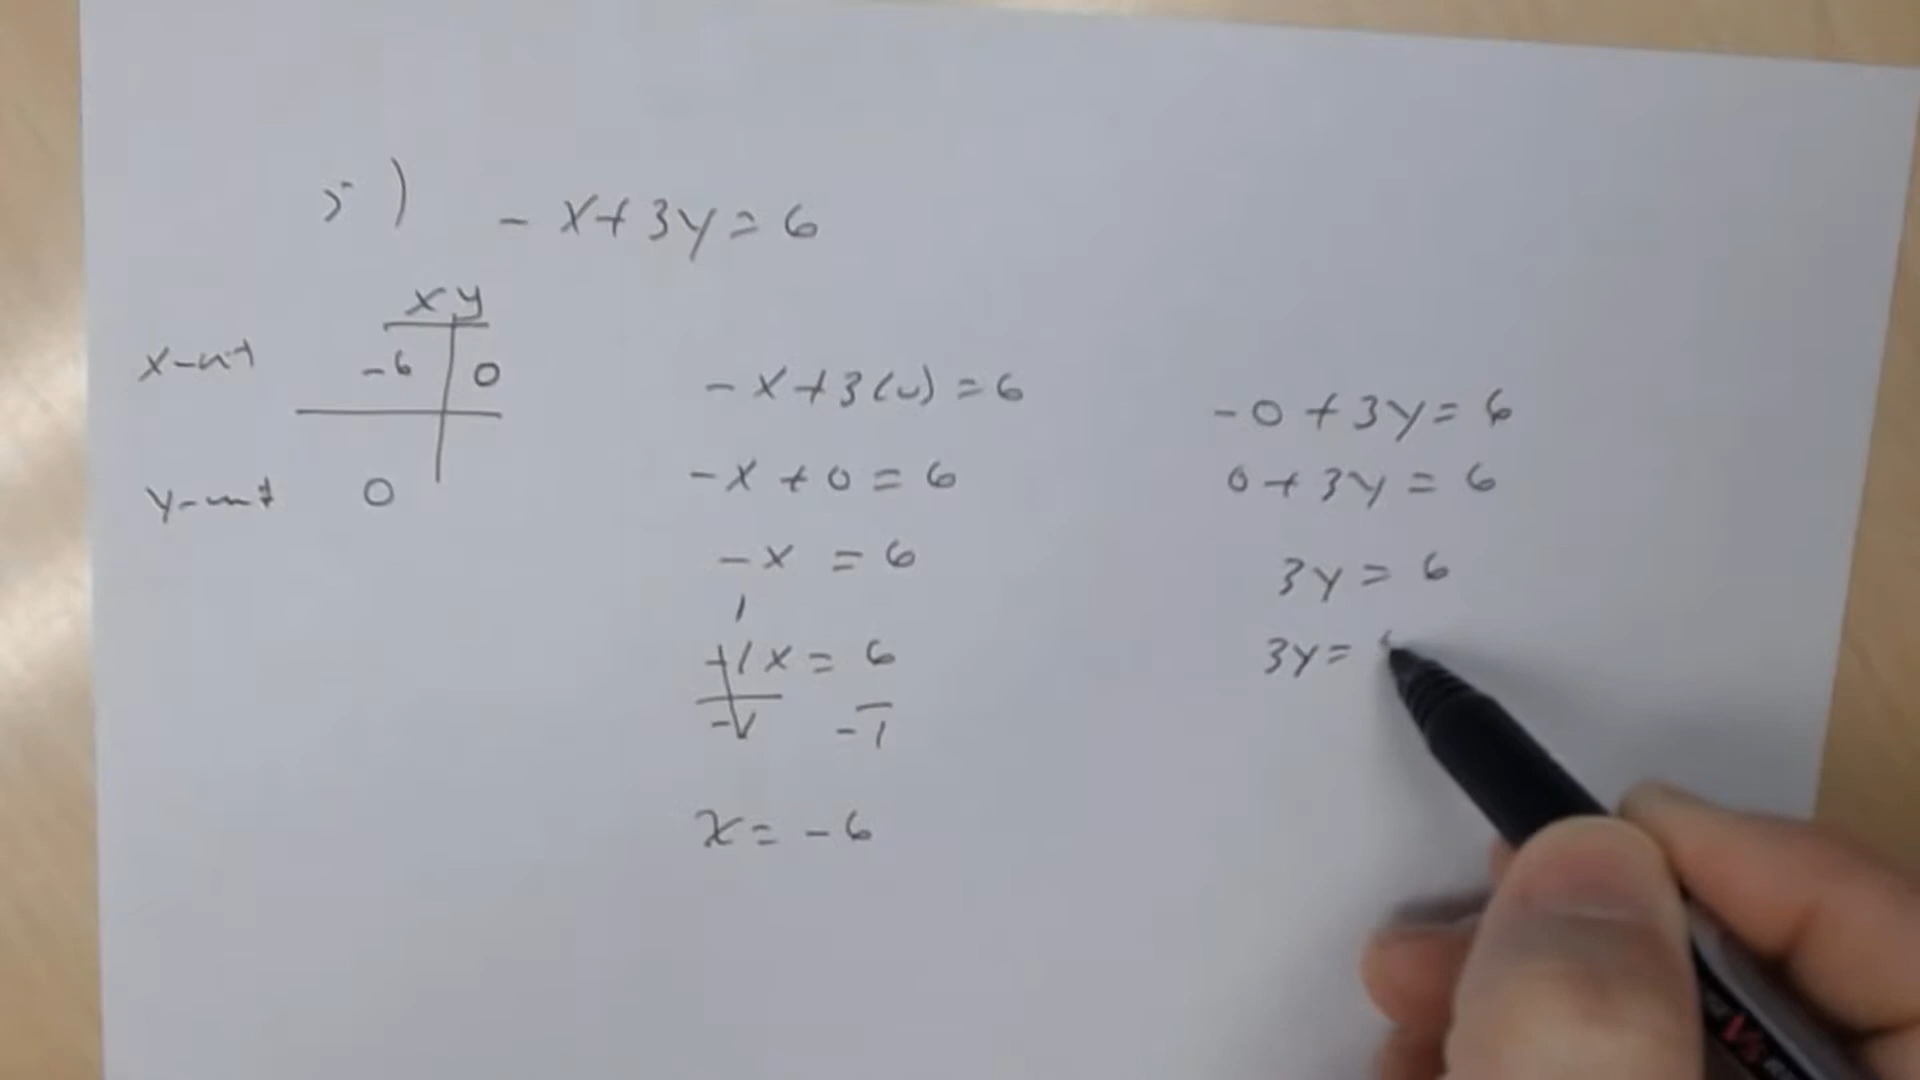 5)
- x + 3y = 6
x y
x-int -6 0
y-int 0
-x + 3(0) = 6
-x + 0 = 6
-x = 6
-1x = 6
-1 -1
x = -6
-0 + 3y = 6
0 + 3y = 6
3y = 6
3y =